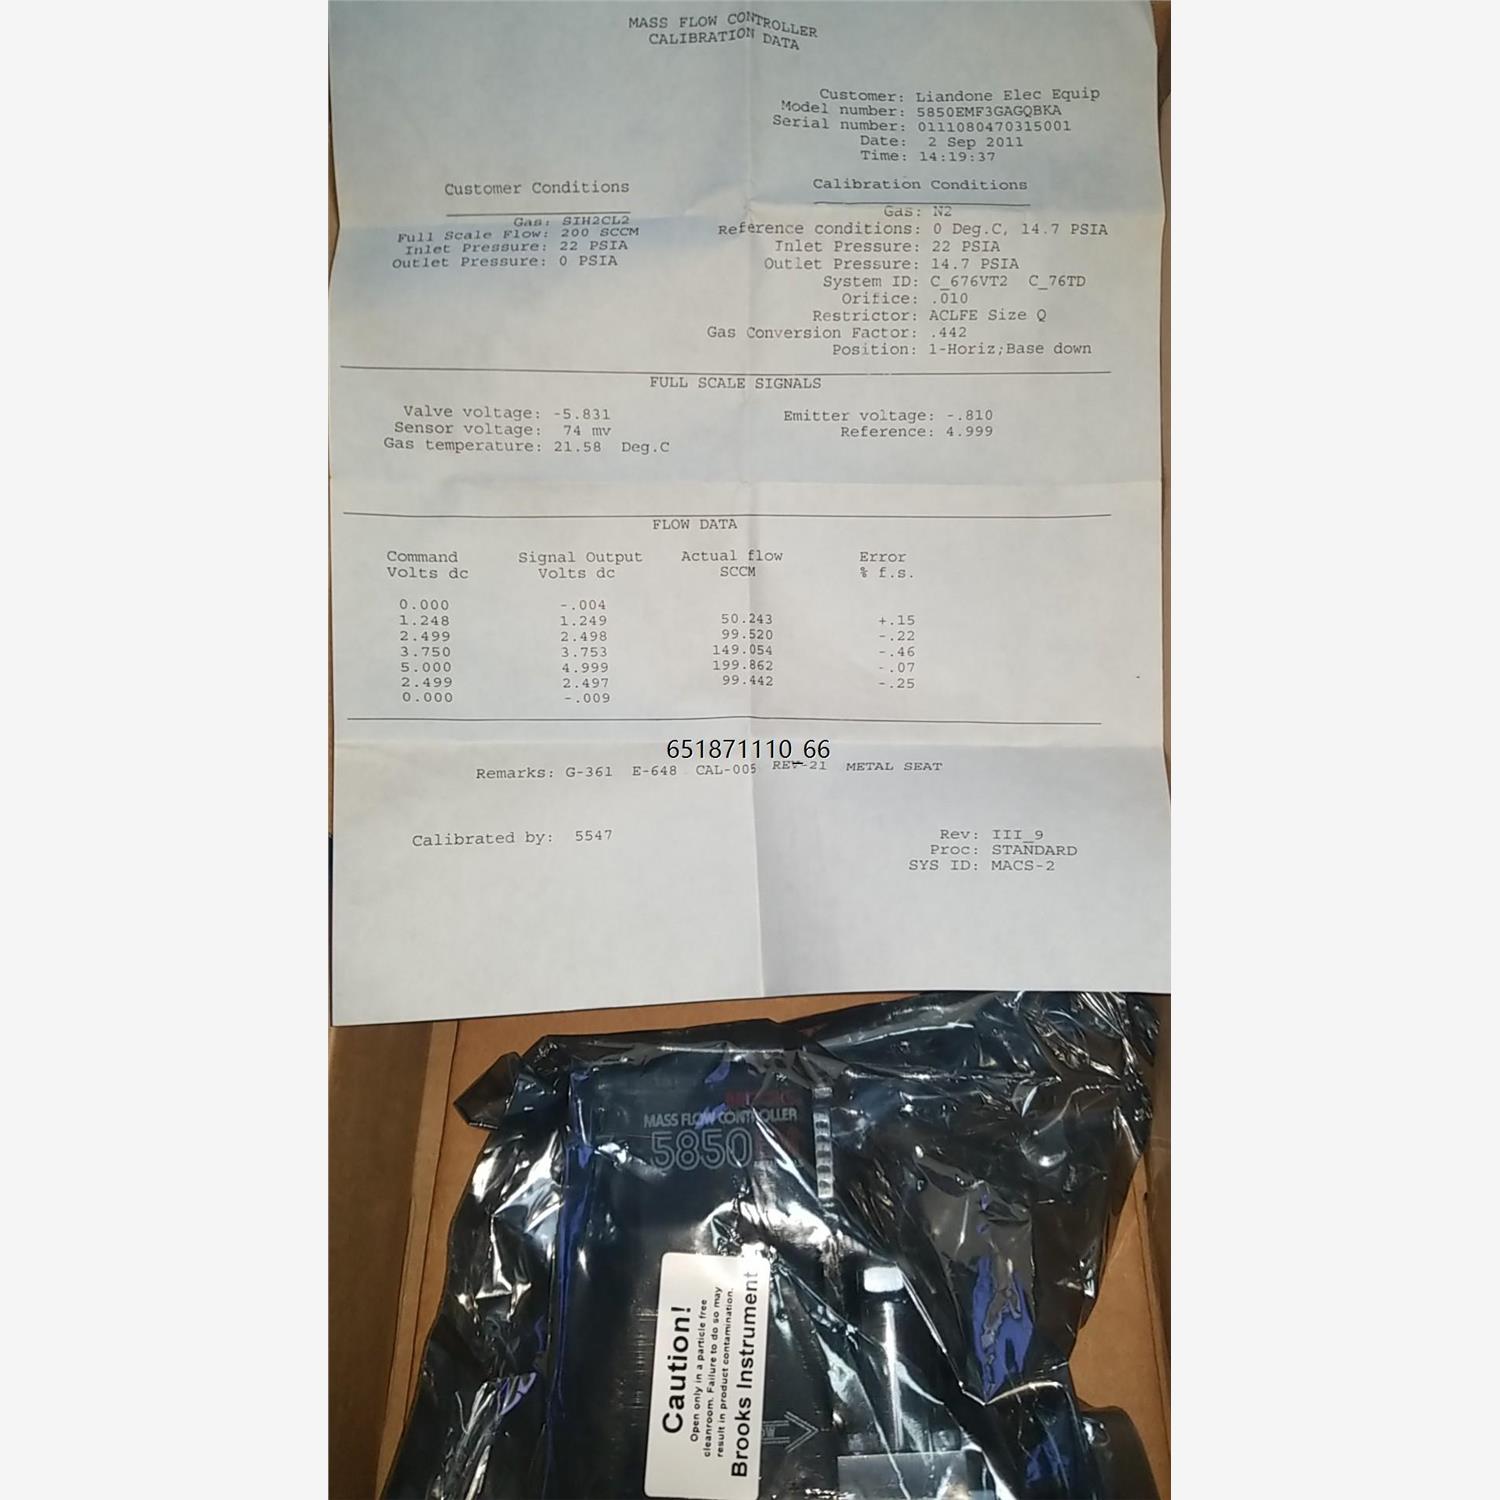 MASS FLOW CONTROLLER
CALIBRATION DATA
Customer: Liandone Elec Equip
Model number: 5850EMF3GAGQBKA
Serial number: 0111080470315001
Date: 2 Sep 2011
Time: 14:19:37
Customer Conditions
Gas: SIH2CL2
Full Scale Flow: 200 SCCM
Inlet Pressure: 22 PSIA
Outlet Pressure: 0 PSIA
Calibration Conditions
Gas: N2
Reference conditions: 0 Deg.C, 14.7 PSIA
Inlet Pressure: 22 PSIA
Outlet Pressure: 14.7 PSIA
System ID: C_676VT2 C_76TD
Orifice: .010
Restrictor: ACLFE Size Q
Gas Conversion Factor: .442
Position: 1-Horiz;Base down
FULL SCALE SIGNALS
Valve voltage: -5.831
Sensor voltage: 74 mv
Gas temperature: 21.58 Deg.C
Emitter voltage: -.810
Reference: 4.999
FLOW DATA
Command Signal Output Actual flow Error
Volts dc Volts dc SCCM % f.s.
0.000 -.004
1.248 1.249 50.243 +.15
2.499 2.498 99.520 -.22
3.750 3.753 149.054 -.46
5.000 4.999 199.862 -.07
2.499 2.497 99.442 -.25
0.000 -.009
651871110_66
Remarks: G-361 E-648 CAL-005 REV-21 METAL SEAT
Calibrated by: 5547
Rev: III_9
Proc: STANDARD
SYS ID: MACS-2
MASS FLOW CONTROLLER
5850
Caution!
Open only in a particle free
cleanroom. Failure to do so may
result in product contamination.
Brooks Instrument